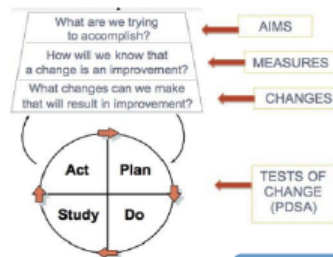 What are we trying
to accomplish?
AIMS
How will we know that
a change is an improvement?
MEASURES
What changes can we make
that will result in improvement?
CHANGES
Act
Plan
Study
Do
TESTS OF
CHANGE
(PDSA)